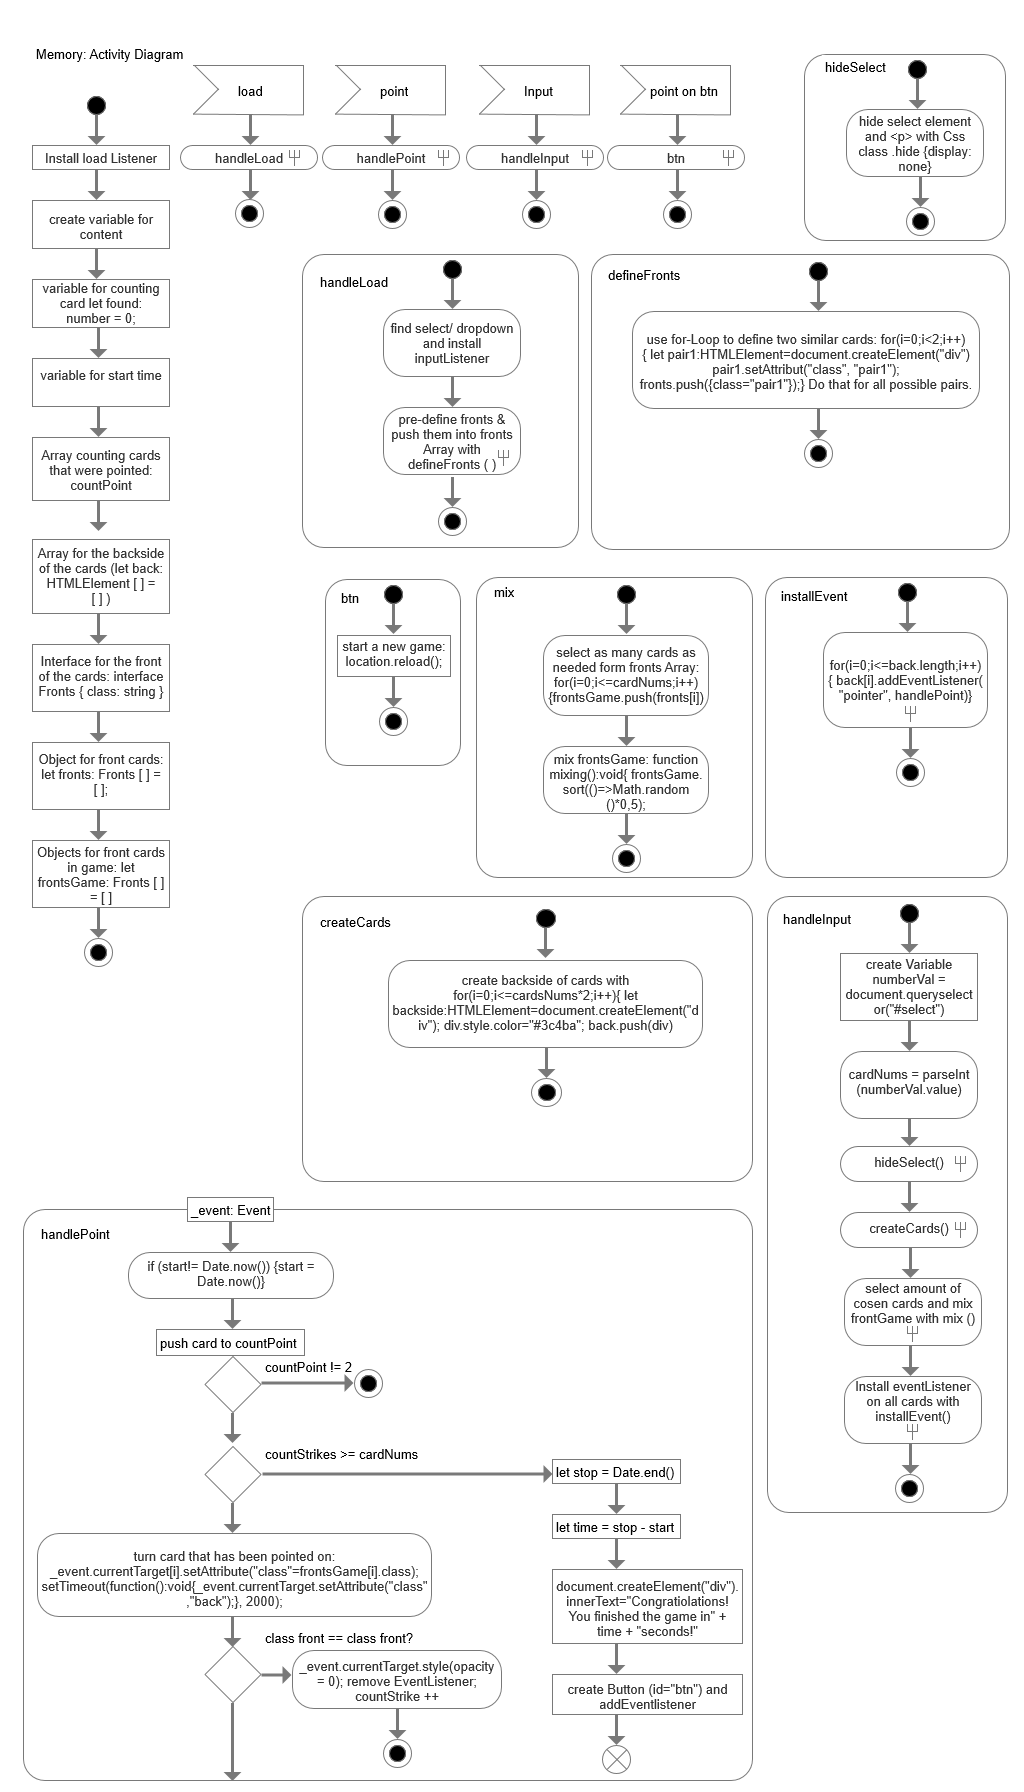 Memory: Activity Diagram
Install load Listener
create variable for
content
variable for counting
card let found:
number = 0;
variable for start time
Array counting cards
that were pointed:
countPoint
Array for the backside
of the cards (let back:
HTMLElement [ ] =
[ ] )
Interface for the front
of the cards: interface
Fronts { class: string }
Object for front cards:
let fronts: Fronts [ ] =
[ ];
Objects for front cards
in game: let
frontsGame: Fronts [ ]
= [ ]
load
handleLoad
point
handlePoint
Input
handleInput
point on btn
btn
hideSelect
hide select element
and <p> with Css
class .hide {display:
none}
handleLoad
find select/ dropdown
and install
inputListener
pre-define fronts &
push them into fronts
Array with
defineFronts ( )
defineFronts
use for-Loop to define two similar cards: for(i=0;i<2;i++)
{ let pair1:HTMLElement=document.createElement("div")
pair1.setAttribut("class", "pair1");
fronts.push({class="pair1"});} Do that for all possible pairs.
btn
start a new game:
location.reload();
mix
select as many cards as
needed form fronts Array:
for(i=0;i<=cardNums;i++)
{frontsGame.push(fronts[i])
mix frontsGame: function
mixing():void{ frontsGame.
sort(()=>Math.random
()*0,5);
installEvent
for(i=0;i<=back.length;i++)
{ back[i].addEventListener(
"pointer", handlePoint)}
createCards
create backside of cards with
for(i=0;i<=cardsNums*2;i++){ let
backside:HTMLElement=document.createElement("d
iv"); div.style.color="#3c4ba"; back.push(div)
handleInput
create Variable
numberVal =
document.queryselect
or("#select")
cardNums = parseInt
(numberVal.value)
hideSelect()
createCards()
select amount of
cosen cards and mix
frontGame with mix ()
Install eventListener
on all cards with
installEvent()
_event: Event
handlePoint
if (start!= Date.now()) {start =
Date.now()}
push card to countPoint
countPoint != 2
countStrikes >= cardNums
turn card that has been pointed on:
_event.currentTarget[i].setAttribute("class"=frontsGame[i].class);
setTimeout(function():void{_event.currentTarget.setAttribute("class"
,"back");}, 2000);
class front == class front?
_event.currentTarget.style(opacity
= 0); remove EventListener;
countStrike ++
let stop = Date.end()
let time = stop - start
document.createElement("div").
innerText="Congratiolations!
You finished the game in" +
time + "seconds!"
create Button (id="btn") and
addEventlistener